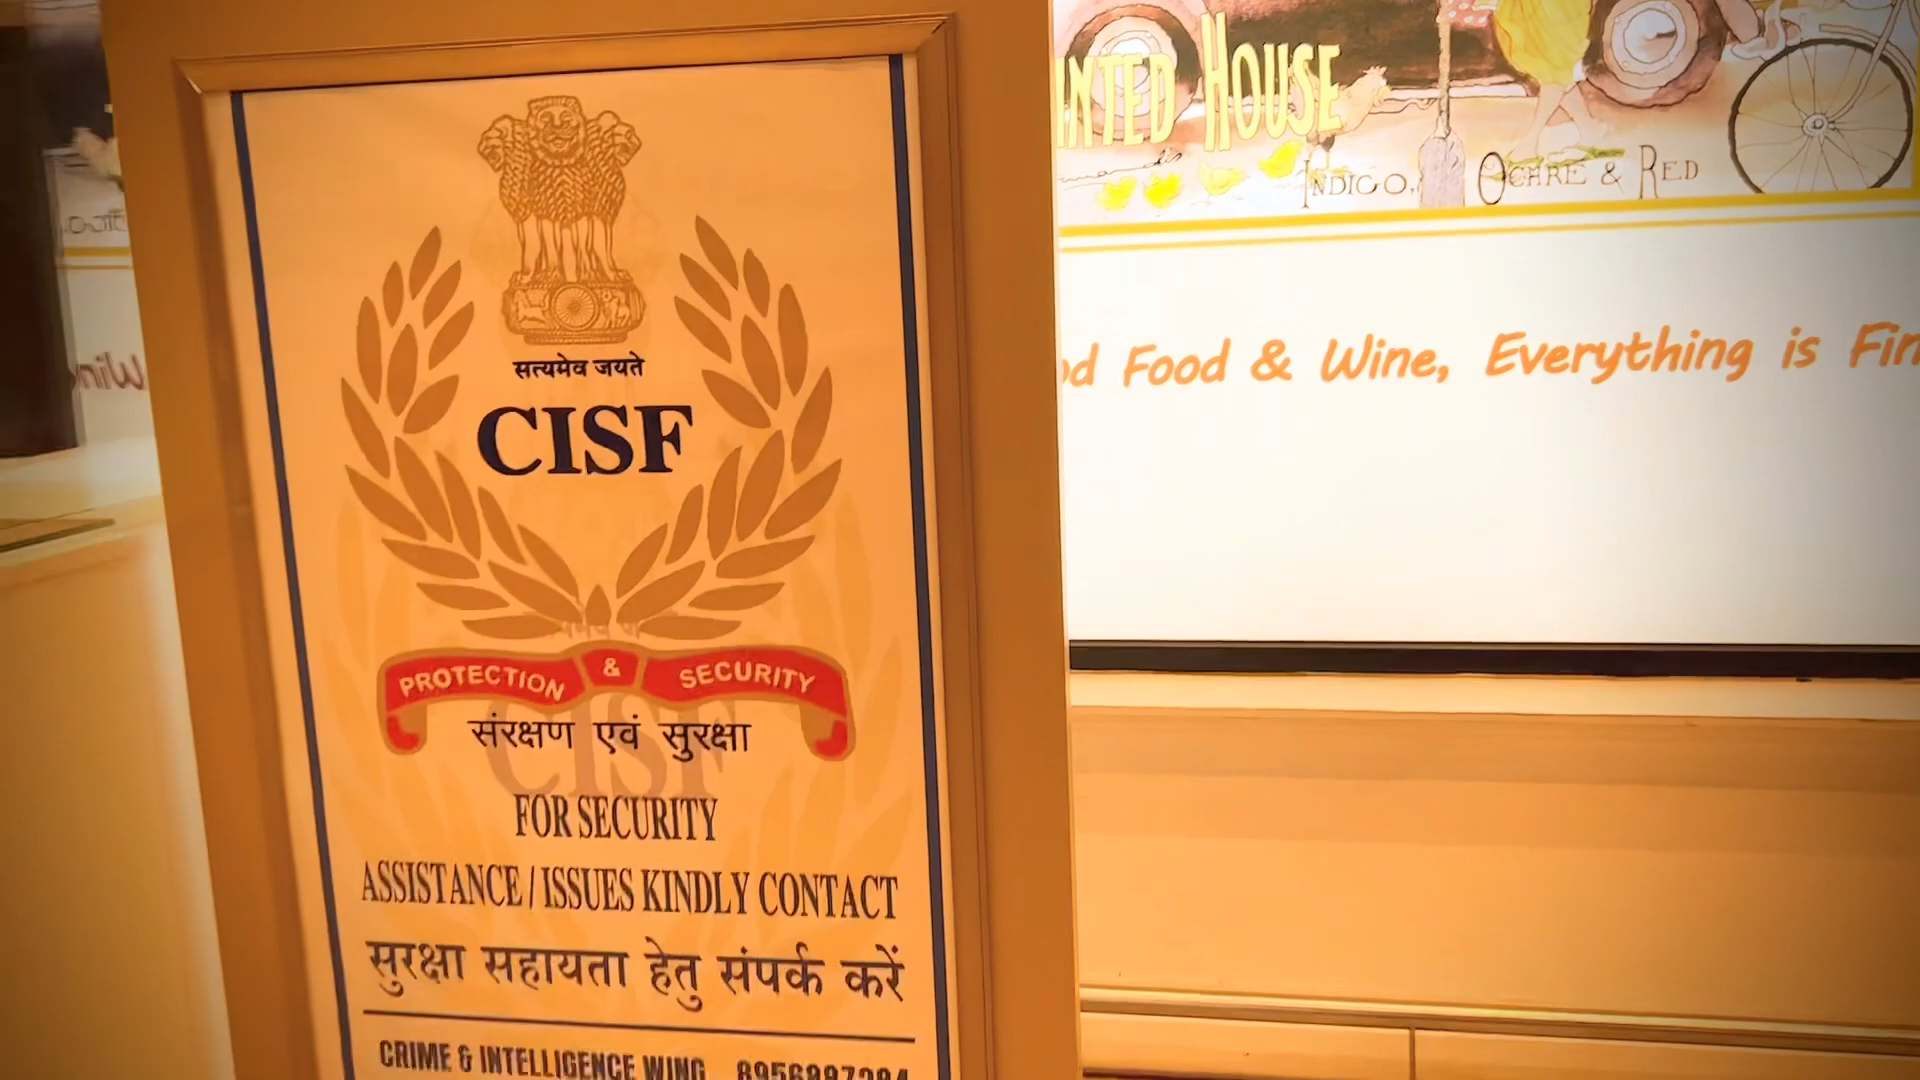 सत्यमेव जयते
CISF
PROTECTION & SECURITY
संरक्षण एवं सुरक्षा
CISF
FOR SECURITY
ASSISTANCE / ISSUES KINDLY CONTACT
सुरक्षा सहायता हेतु संपर्क करें
CRIME & INTELLIGENCE WING
HOUSE
INDIGO, OCHRE & RED
Food & Wine, Everything is